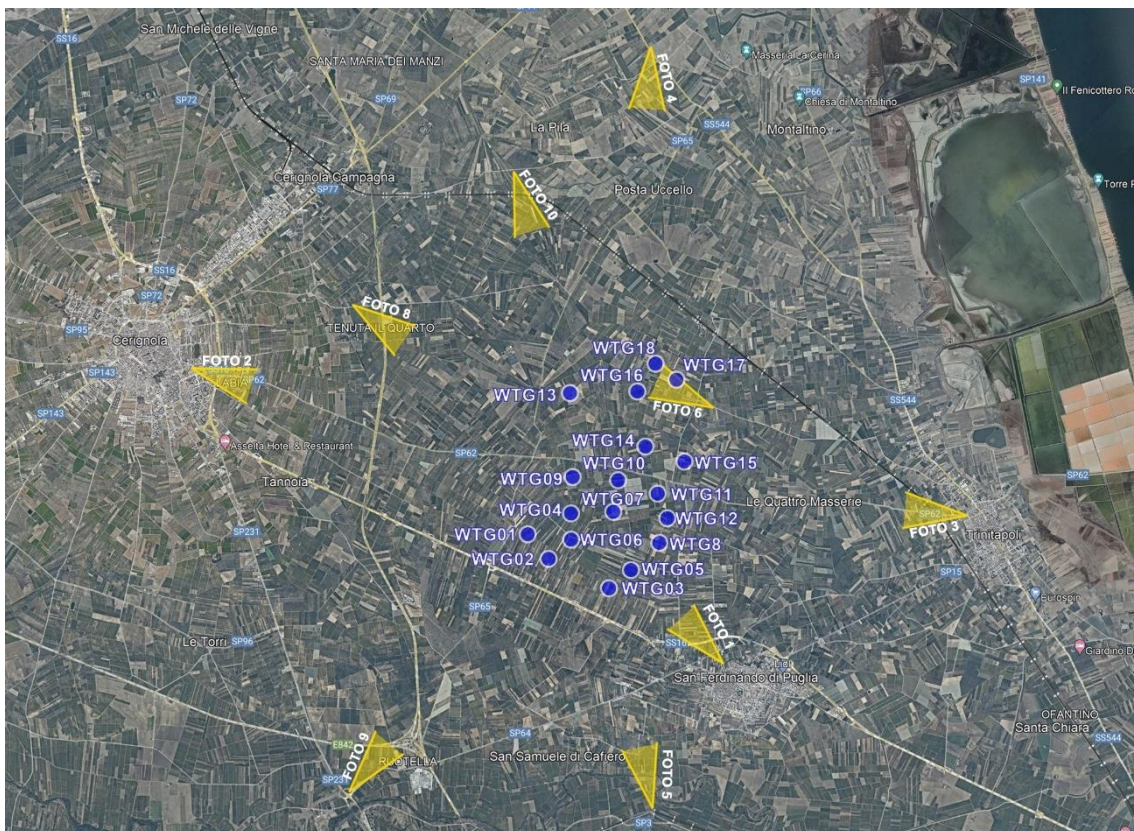 SS16
San Michele delle Vigne
SANTA MARIA DEI MANZI
SP72
SP69
Masseria La Cerina
SP141
Il Fenicottero Ro
FOTO 4
SP66
Chiesa di Montaltino
La Pila
SS544
Montaltino
SP65
Cerignola Campagna
SP77
Posta Uccello
Torre P
FOTO 10
SS16
SP72
FOTO 8
SP95
Cerignola
TENUTA IL QUARTO
FOTO 2
SP143
SP62
WTG18
WTG17
WTG16
WTG13
FOTO 6
SS544
SP143
Asselta Hotel & Restaurant
WTG14
SP62
WTG15
WTG10
SP62
Tannoia
WTG09
WTG11
Le Quattro Masserie
WTG07
WTG04
WTG12
SP62
FOTO 3
Trinitapoli
SP231
WTG01
WTG06
WTG8
WTG02
WTG05
SP15
WTG03
Eurospin
SP65
FOTO 1
Le Torri
SP96
SS16
Giardino D
San Ferdinando di Puglia
OFANTINO
Santa Chiara
SP64
SS544
E842
San Samuele di Cafiero
FOTO 9
RUOTELLA
SP231
FOTO 5
SP3